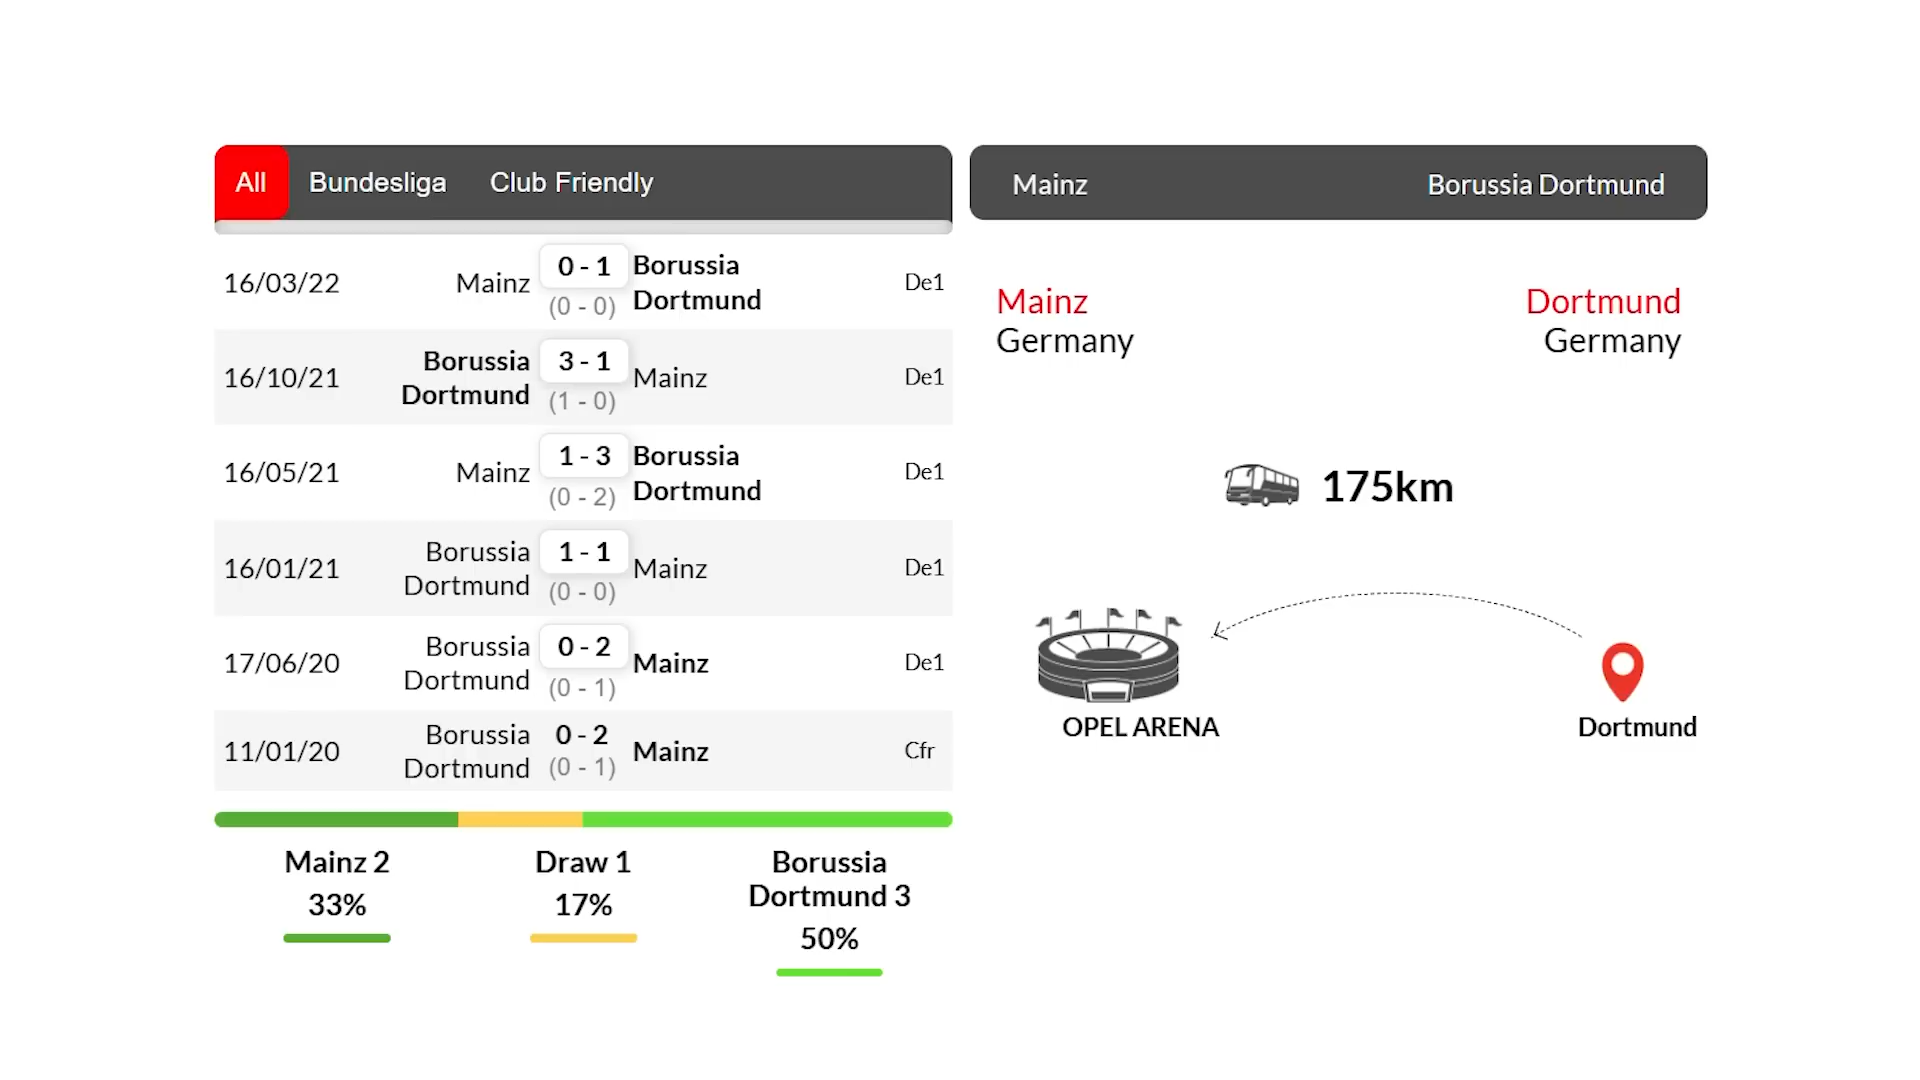 All Bundesliga Club Friendly
16/03/22 Mainz 0 - 1 (0 - 0) Borussia Dortmund De1
16/10/21 Borussia Dortmund 3 - 1 (1 - 0) Mainz De1
16/05/21 Mainz 1 - 3 (0 - 2) Borussia Dortmund De1
16/01/21 Borussia Dortmund 1 - 1 (0 - 0) Mainz De1
17/06/20 Borussia Dortmund 0 - 2 (0 - 1) Mainz De1
11/01/20 Borussia Dortmund 0 - 2 (0 - 1) Mainz Cfr
Mainz 2
33%
Draw 1
17%
Borussia
Dortmund 3
50%
Mainz Borussia Dortmund
Mainz
Germany
Dortmund
Germany
175km
OPEL ARENA
Dortmund